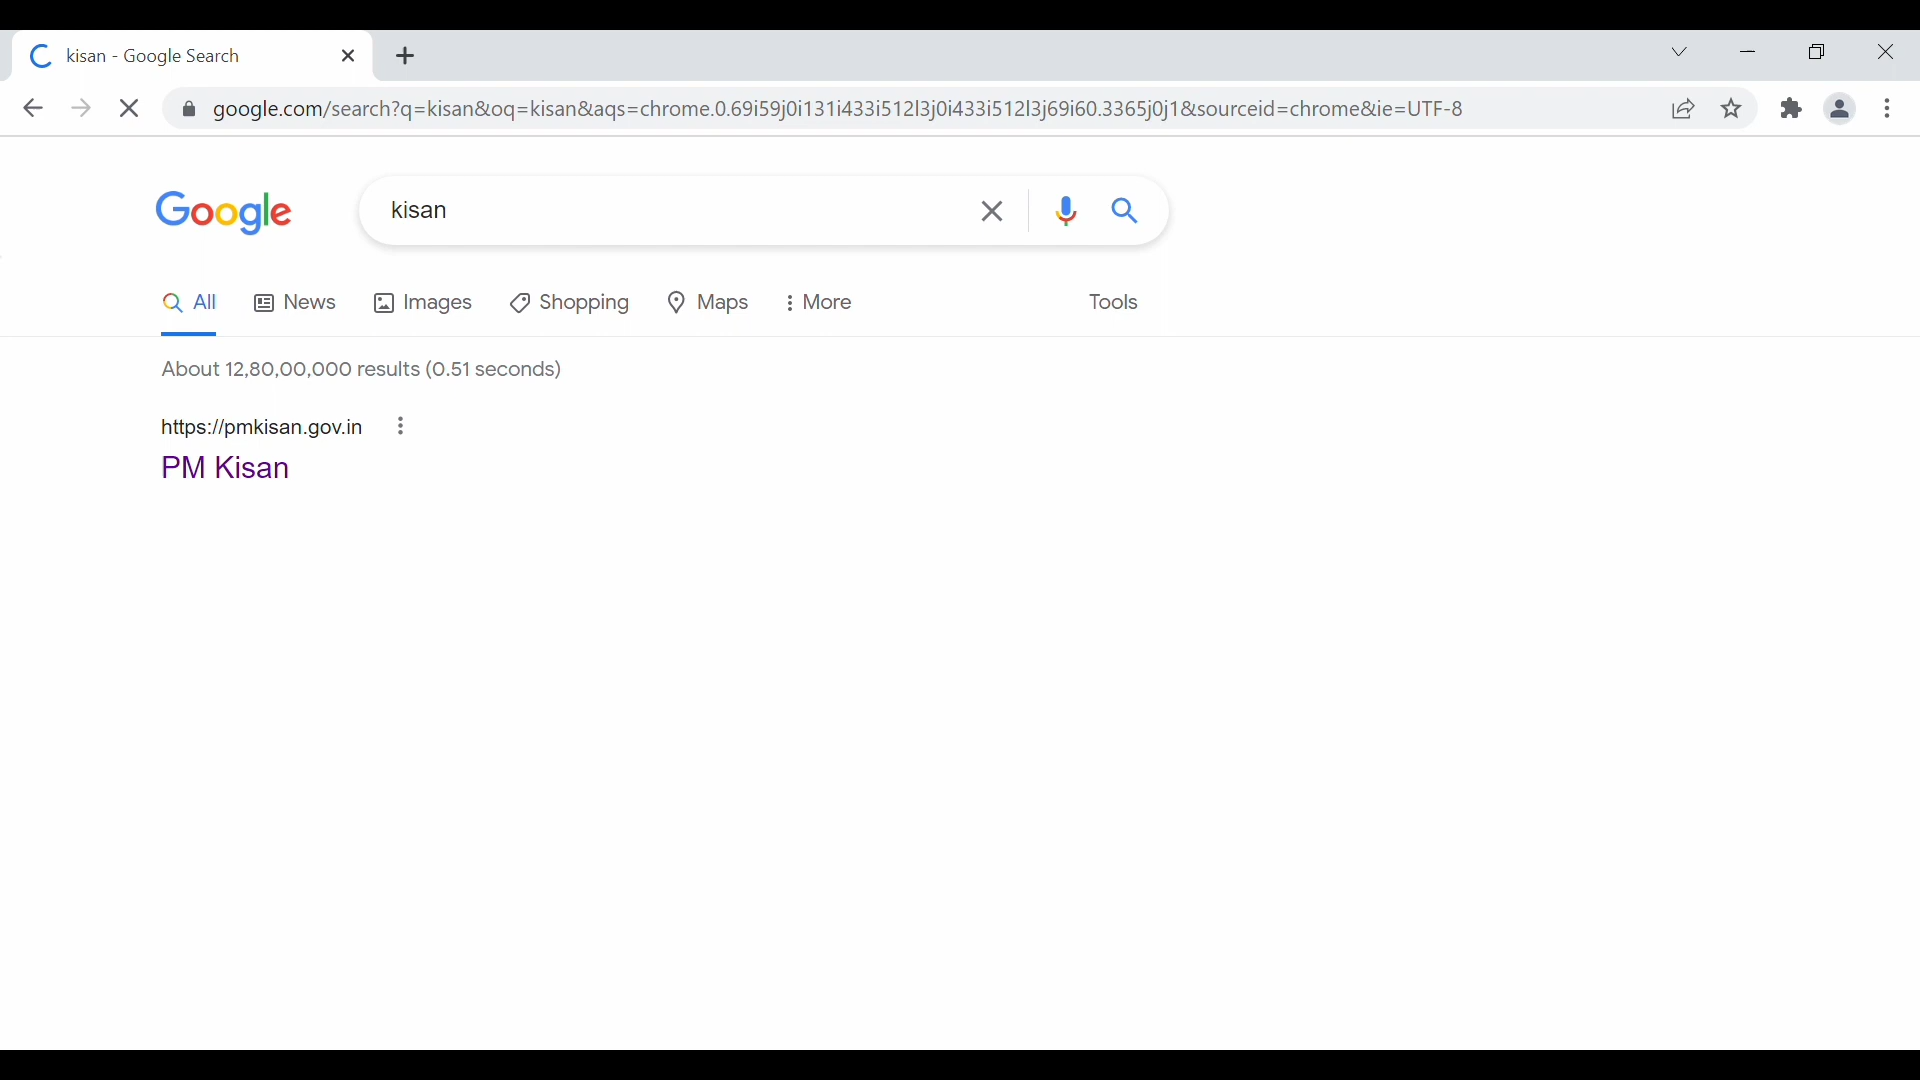 kisan - Google Search
google.com/search?q=kisan&oq=kisan&aqs=chrome.0.69i59j0i131i433i512l3j0i433i512l3j69i60.3365j0j1&sourceid=chrome&ie=UTF-8
Google
kisan
All News Images Shopping Maps More Tools
About 12,80,00,000 results (0.51 seconds)
https://pmkisan.gov.in
PM Kisan